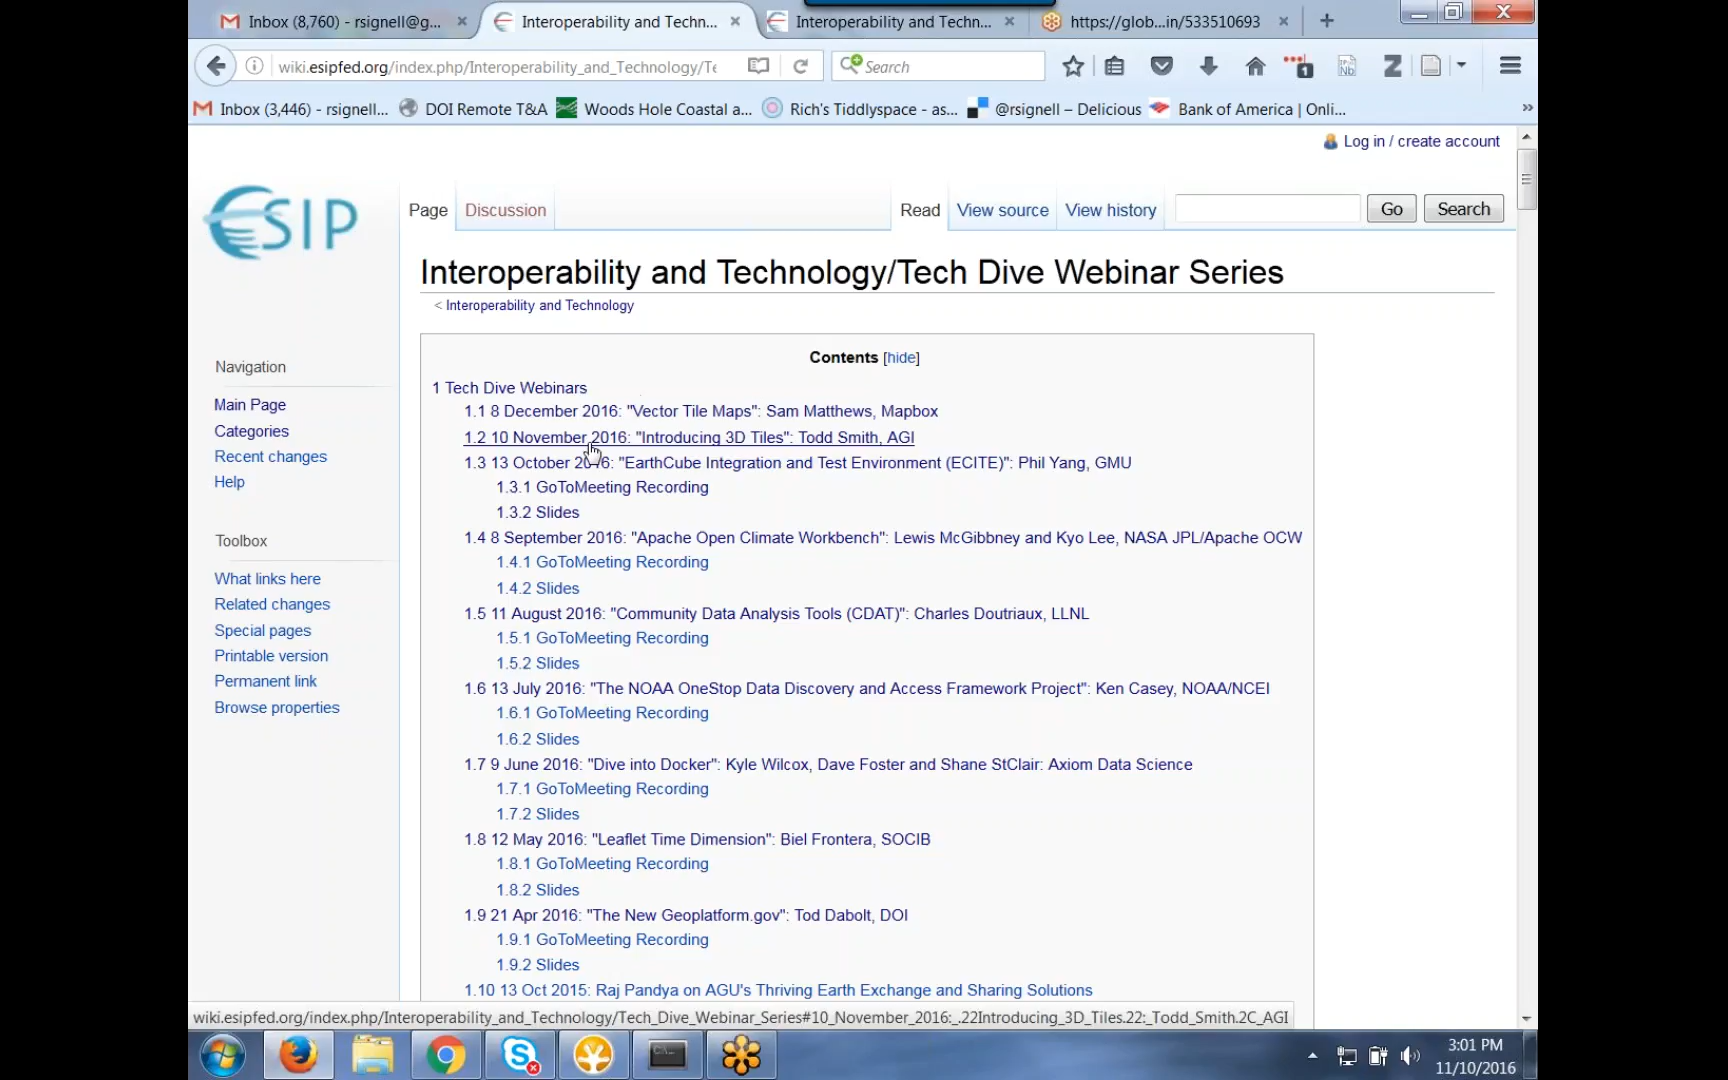 Inbox (8,760) - rsignell@g...
Interoperability and Techn...
Interoperability and Techn...
https://glob...in/533510693
wiki.esipfed.org/index.php/Interoperability_and_Technology/Te
Search
1
Nb
Z
Inbox (3,446) - rsignell...
DOI Remote T&A
Woods Hole Coastal a...
Rich's Tiddlyspace - as...
@rsignell – Delicious
Bank of America | Onli...
Log in / create account
ESIP
Page
Discussion
Read
View source
View history
Go
Search
Interoperability and Technology/Tech Dive Webinar Series
< Interoperability and Technology
Navigation
Main Page
Categories
Recent changes
Help
Toolbox
What links here
Related changes
Special pages
Printable version
Permanent link
Browse properties
Contents [hide]
1 Tech Dive Webinars
1.1 8 December 2016: "Vector Tile Maps": Sam Matthews, Mapbox
1.2 10 November 2016: "Introducing 3D Tiles": Todd Smith, AGI
1.3 13 October 2016: "EarthCube Integration and Test Environment (ECITE)": Phil Yang, GMU
1.3.1 GoToMeeting Recording
1.3.2 Slides
1.4 8 September 2016: "Apache Open Climate Workbench": Lewis McGibbney and Kyo Lee, NASA JPL/Apache OCW
1.4.1 GoToMeeting Recording
1.4.2 Slides
1.5 11 August 2016: "Community Data Analysis Tools (CDAT)": Charles Doutriaux, LLNL
1.5.1 GoToMeeting Recording
1.5.2 Slides
1.6 13 July 2016: "The NOAA OneStop Data Discovery and Access Framework Project": Ken Casey, NOAA/NCEI
1.6.1 GoToMeeting Recording
1.6.2 Slides
1.7 9 June 2016: "Dive into Docker": Kyle Wilcox, Dave Foster and Shane StClair: Axiom Data Science
1.7.1 GoToMeeting Recording
1.7.2 Slides
1.8 12 May 2016: "Leaflet Time Dimension": Biel Frontera, SOCIB
1.8.1 GoToMeeting Recording
1.8.2 Slides
1.9 21 Apr 2016: "The New Geoplatform.gov": Tod Dabolt, DOI
1.9.1 GoToMeeting Recording
1.9.2 Slides
1.10 13 Oct 2015: Raj Pandya on AGU's Thriving Earth Exchange and Sharing Solutions
wiki.esipfed.org/index.php/Interoperability_and_Technology/Tech_Dive_Webinar_Series#10_November_2016:_.22Introducing_3D_Tiles.22:_Todd_Smith.2C_AGI
3:01 PM
11/10/2016